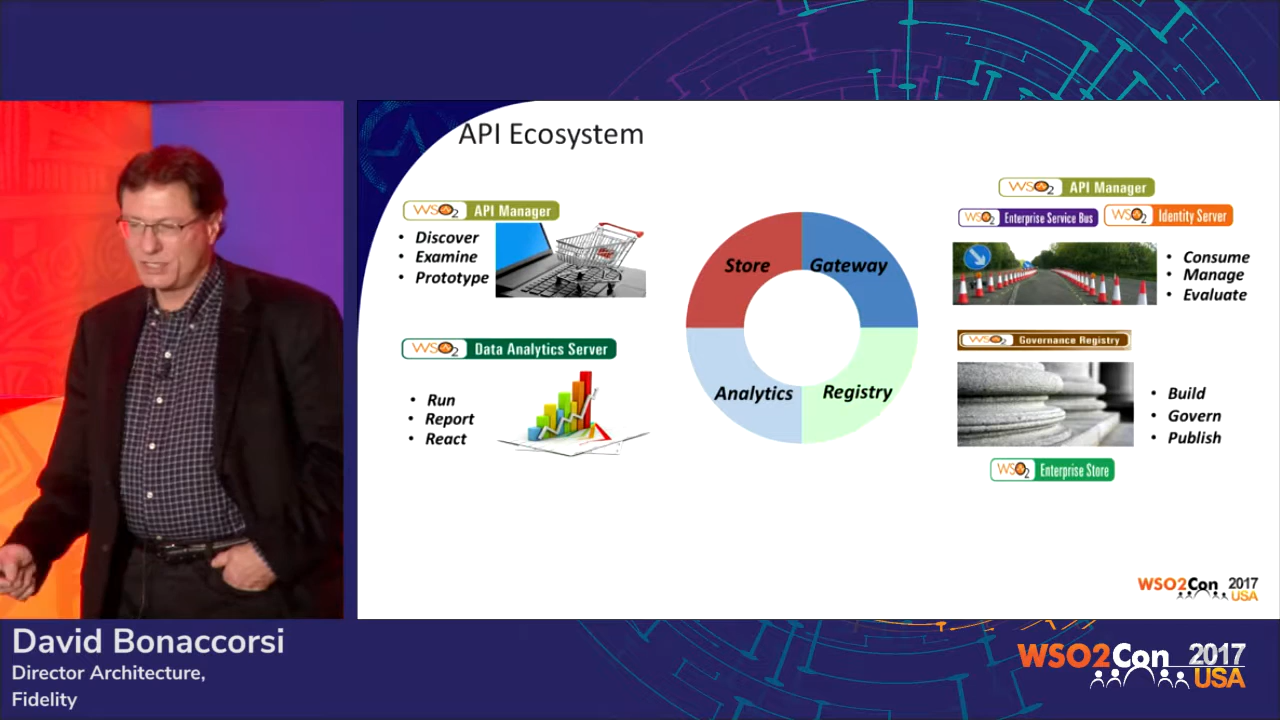 API Ecosystem
WSO2 API Manager
• Discover
• Examine
• Prototype
WSO2 Data Analytics Server
• Run
• Report
• React
Store
Gateway
Analytics
Registry
WSO2 API Manager
WSO2 Enterprise Service Bus
WSO2 Identity Server
• Consume
• Manage
• Evaluate
WSO2 Governance Registry
• Build
• Govern
• Publish
WSO2 Enterprise Store
WSO2Con 2017
USA
David Bonaccorsi
Director Architecture,
Fidelity
WSO2Con 2017
USA